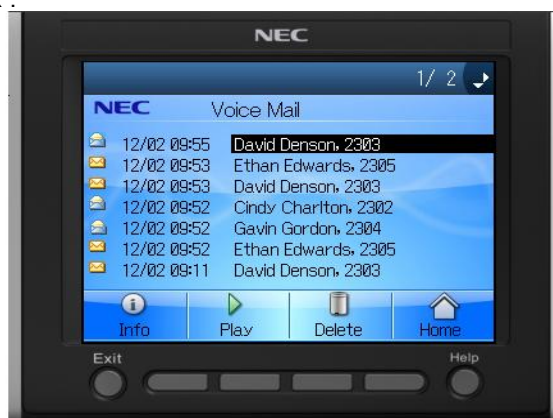 NEC
1/ 2
NEC Voice Mail
12/02 09:55 David Denson, 2303
12/02 09:53 Ethan Edwards, 2305
12/02 09:53 David Denson, 2303
12/02 09:52 Cindy Charlton, 2302
12/02 09:52 Gavin Gordon, 2304
12/02 09:52 Ethan Edwards, 2305
12/02 09:11 David Denson, 2303
Info Play Delete Home
Exit Help